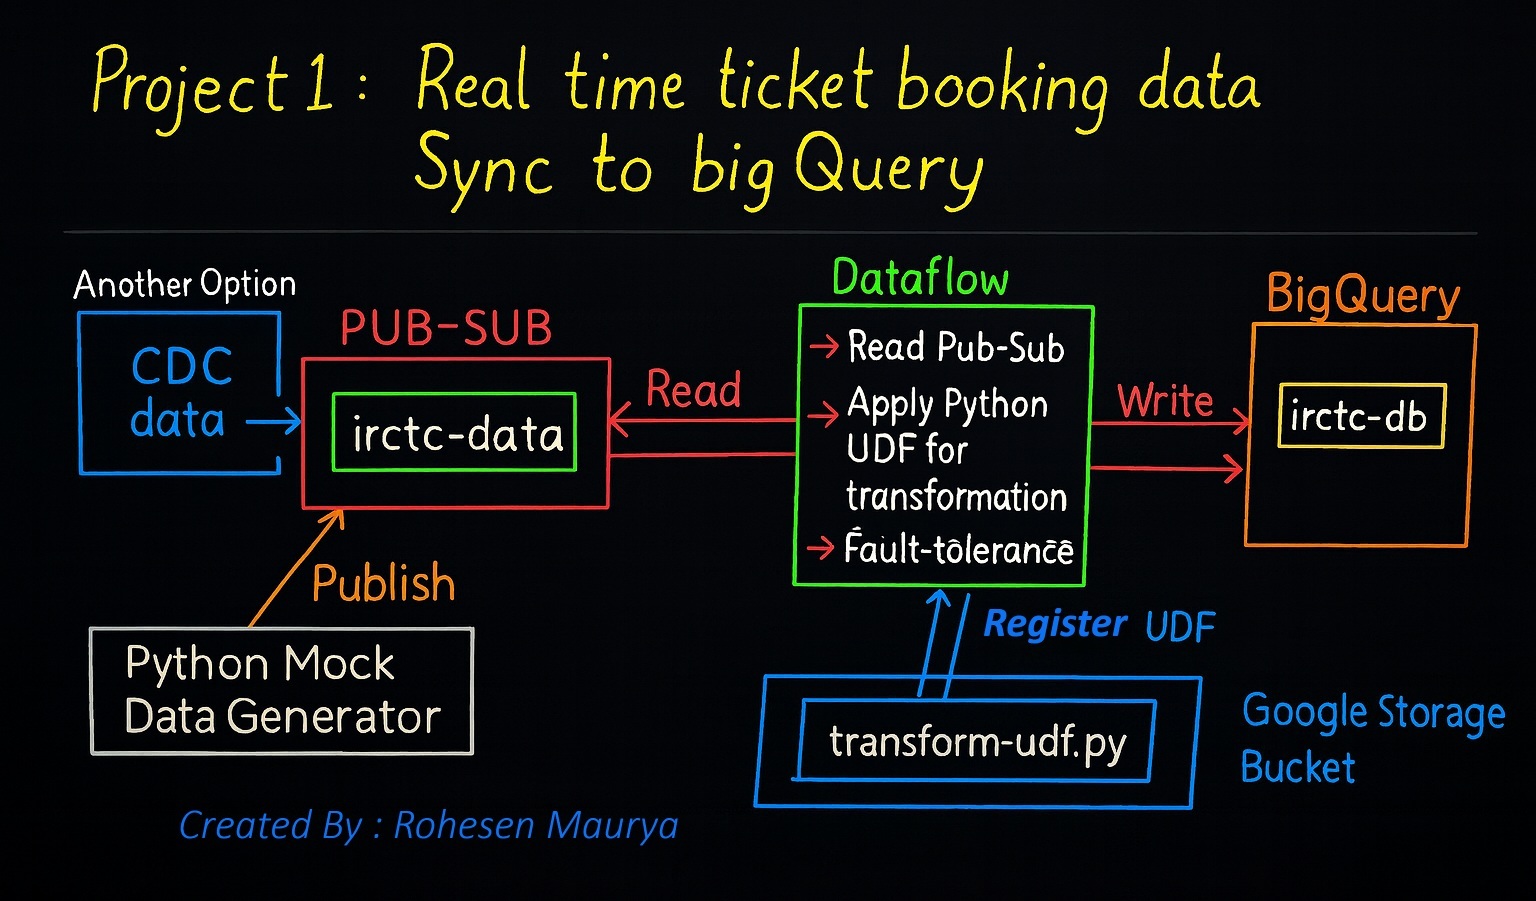 Project 1 : Real time ticket booking data
Sync to big Query
Another Option
CDC
data
PUB-SUB
irctc-data
Read
Dataflow
Read Pub-Sub
Apply Python
UDF for
transformation
Fault-tolerance
Write
BigQuery
irctc-db
Publish
Python Mock
Data Generator
Register UDF
transform-udf.py
Google Storage
Bucket
Created By : Rohesen Maurya